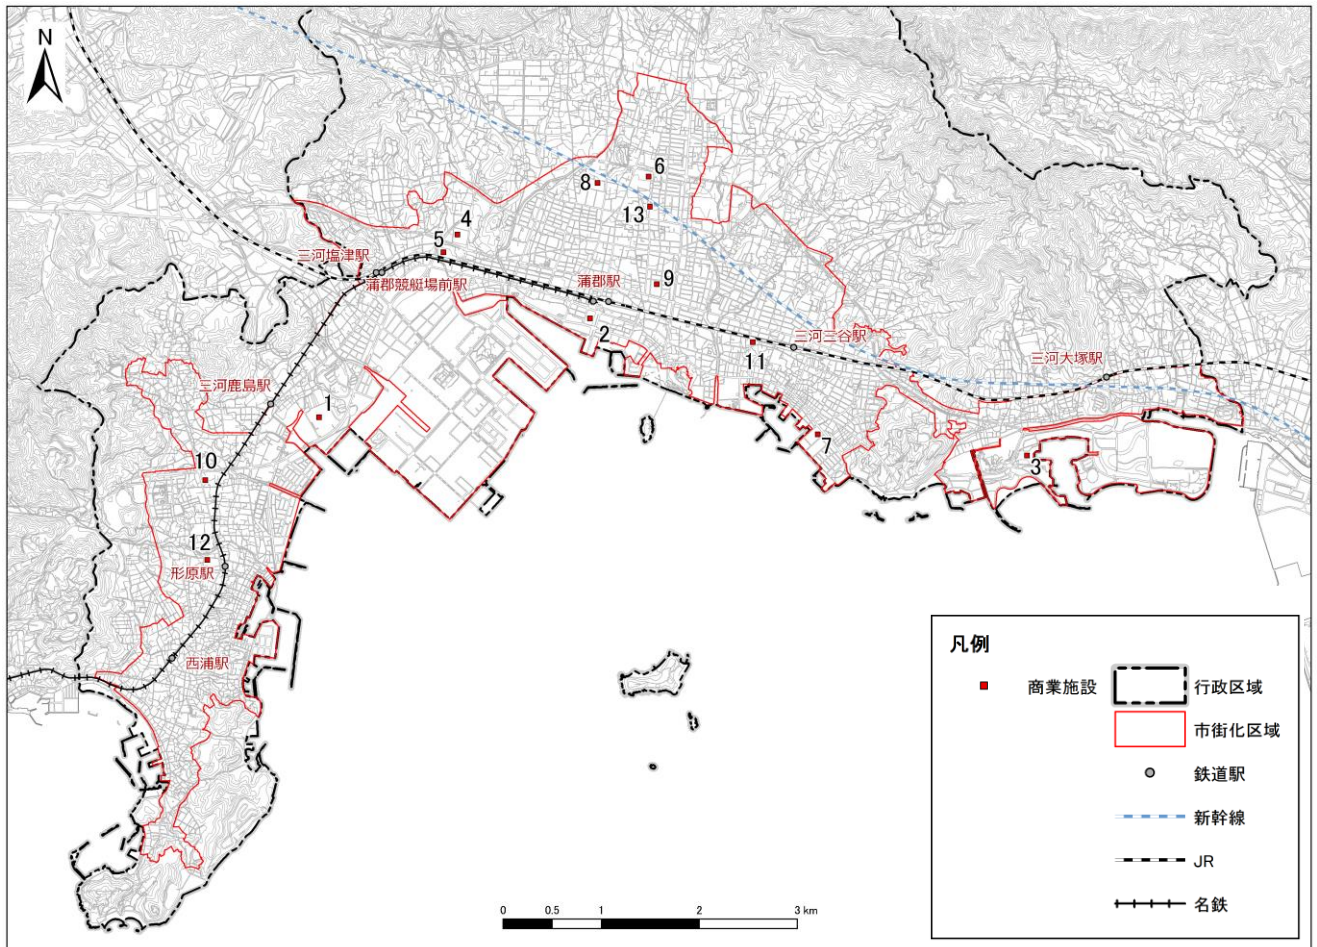 N
6
8
13
4
5
三河塩津駅
蒲郡競艇場前駅
蒲郡駅
9
2
三河三谷駅
11
三河大塚駅
三河鹿島駅
1
7
3
10
12
形原駅
西浦駅
凡例
商業施設
行政区域
市街化区域
鉄道駅
新幹線
JR
名鉄
0 0.5 1 2 3 km